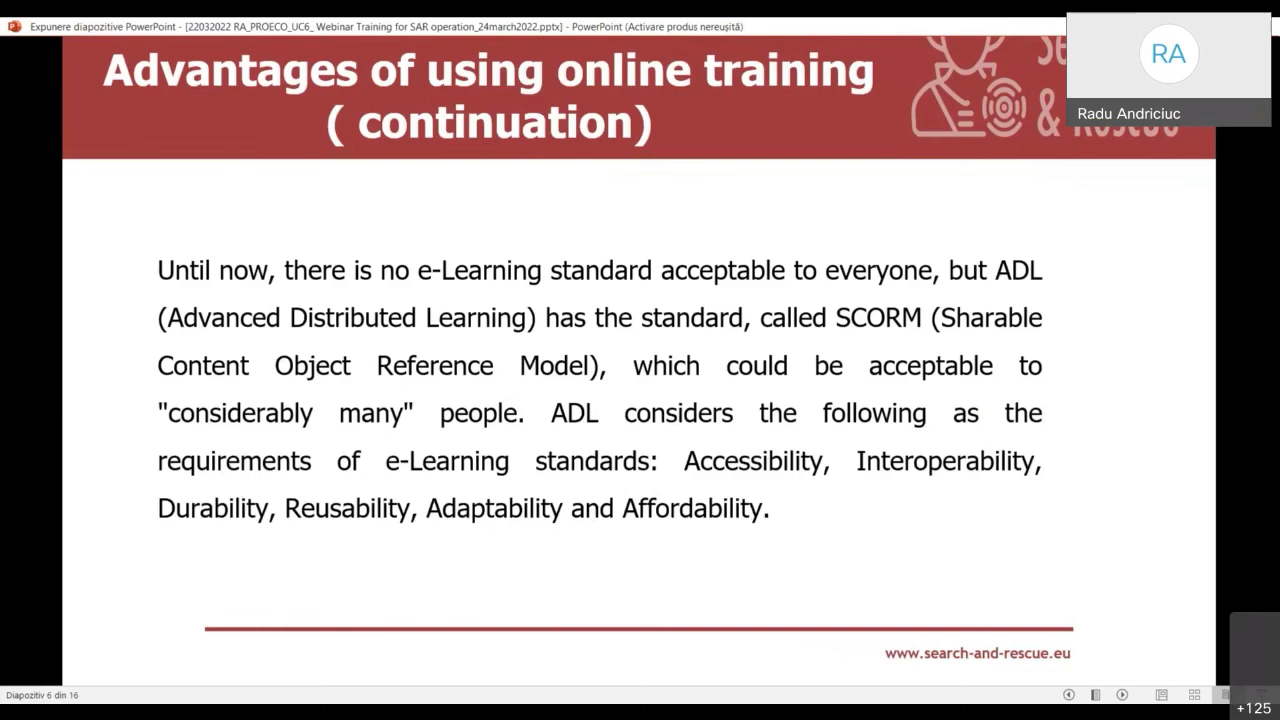 Expunere diapozitive PowerPoint - [22032022 RA_PROECO_UC6_ Webinar Training for SAR operation_24march2022.pptx] - PowerPoint (Activare produs nereușită)
RA
Radu Andriciuc
Advantages of using online training
( continuation)
& Rescue
Until now, there is no e-Learning standard acceptable to everyone, but ADL
(Advanced Distributed Learning) has the standard, called SCORM (Sharable
Content Object Reference Model), which could be acceptable to
"considerably many" people. ADL considers the following as the
requirements of e-Learning standards: Accessibility, Interoperability,
Durability, Reusability, Adaptability and Affordability.
www.search-and-rescue.eu
Diapozitiv 6 din 16
+125